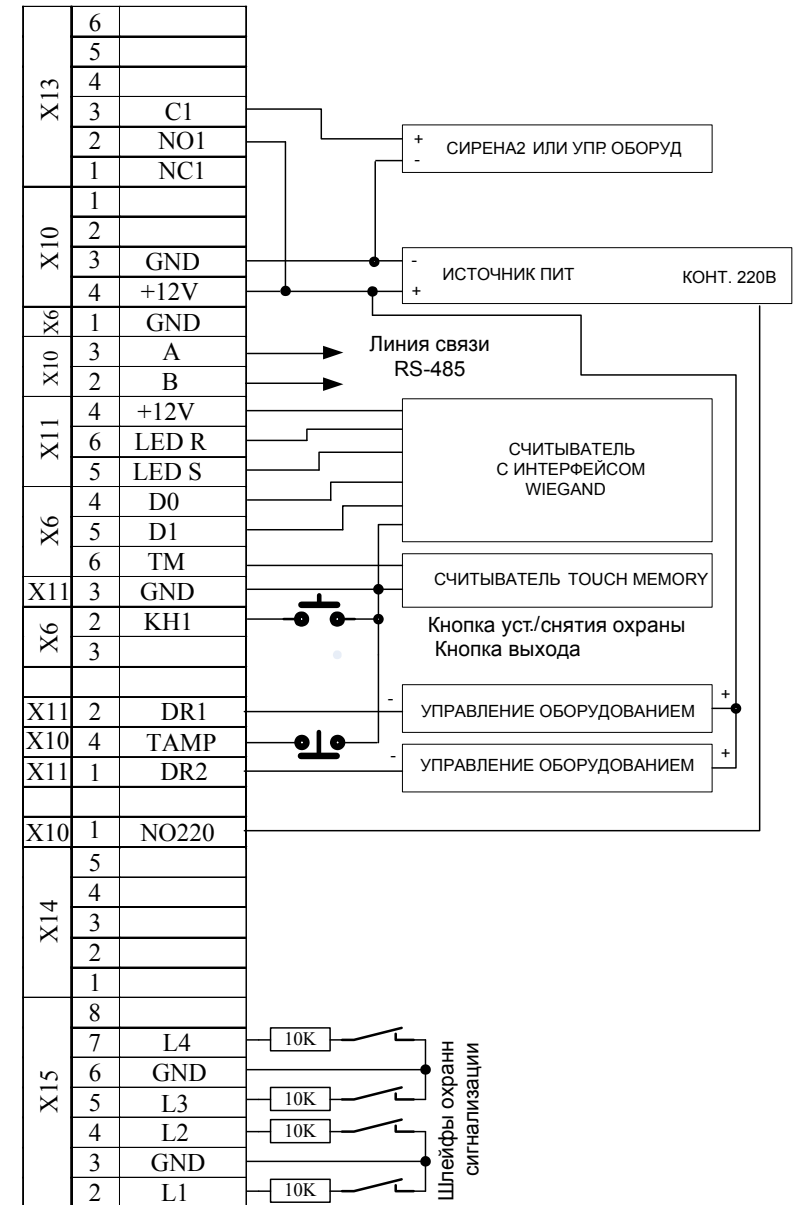 X13
6
5
4
3 C1
2 NO1
1 NC1
+
-
СИРЕНА2 ИЛИ УПР. ОБОРУД
X10
1
2
3 GND
4 +12V
-
+
ИСТОЧНИК ПИТ
КОНТ. 220В
X6 1 GND
X10
3 A
2 B
Линия связи
RS-485
X11
4 +12V
6 LED R
5 LED S
СЧИТЫВАТЕЛЬ
С ИНТЕРФЕЙСОМ
WIEGAND
X6
4 D0
5 D1
6 TM
X11 3 GND
СЧИТЫВАТЕЛЬ TOUCH MEMORY
X6
2 KH1
3
Кнопка уст./снятия охраны
Кнопка выхода
X11 2 DR1
- УПРАВЛЕНИЕ ОБОРУДОВАНИЕМ +
X10 4 TAMP
X11 1 DR2
- УПРАВЛЕНИЕ ОБОРУДОВАНИЕМ +
X10 1 NO220
X14
5
4
3
2
1
X15
8
7 L4 10K
6 GND
5 L3 10K
4 L2 10K
3 GND
2 L1 10K
Шлейфы охранн
сигнализации